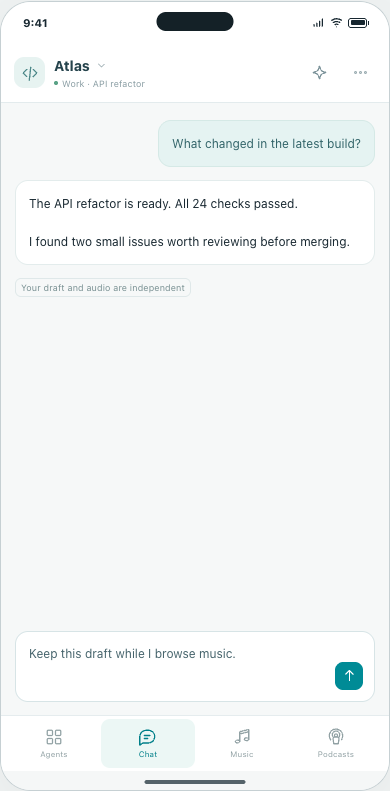 9:41
Atlas
Work · API refactor
What changed in the latest build?
The API refactor is ready. All 24 checks passed.
I found two small issues worth reviewing before merging.
Your draft and audio are independent
Keep this draft while I browse music.
Agents
Chat
Music
Podcasts